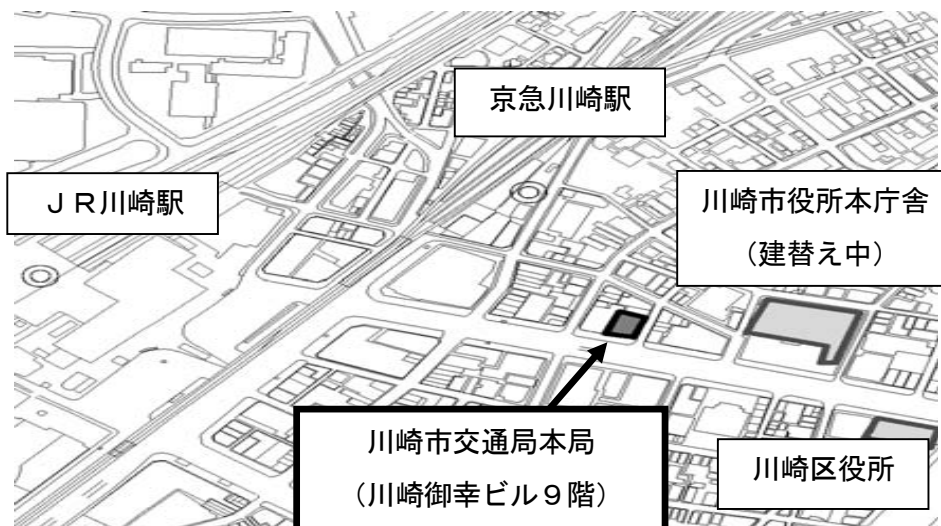 京急川崎駅
ＪＲ川崎駅
川崎市役所本庁舎
（建替え中）
川崎市交通局本局
（川崎御幸ビル９階）
川崎区役所